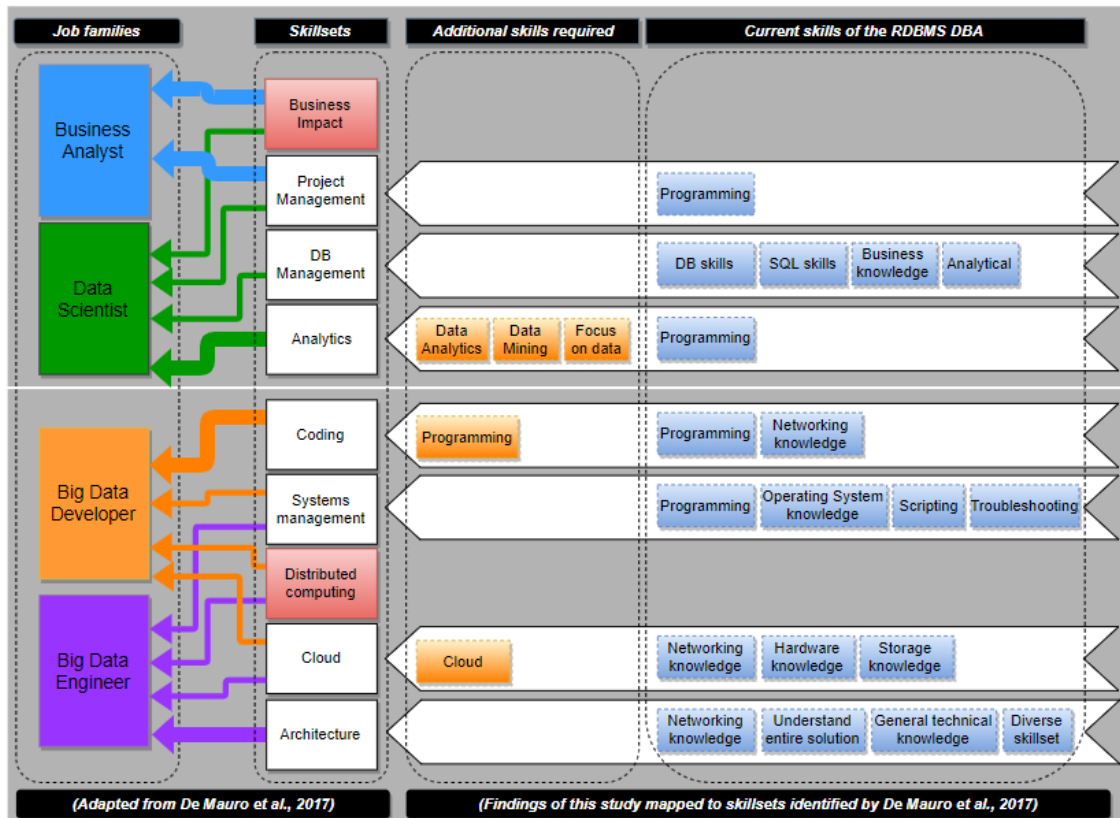 Job families
Skillsets
Additional skills required
Current skills of the RDBMS DBA
Business
Analyst
Business
Impact
Project
Management
Programming
DB
Management
DB skills
SQL skills
Business
knowledge
Analytical
Data
Scientist
Analytics
Data
Analytics
Data
Mining
Focus
on data
Programming
Big Data
Developer
Coding
Programming
Programming
Networking
knowledge
Systems
management
Programming
Operating System
knowledge
Scripting
Troubleshooting
Distributed
computing
Big Data
Engineer
Cloud
Cloud
Networking
knowledge
Hardware
knowledge
Storage
knowledge
Architecture
Networking
knowledge
Understand
entire solution
General technical
knowledge
Diverse
skillset
(Adapted from De Mauro et al., 2017)
(Findings of this study mapped to skillsets identified by De Mauro et al., 2017)